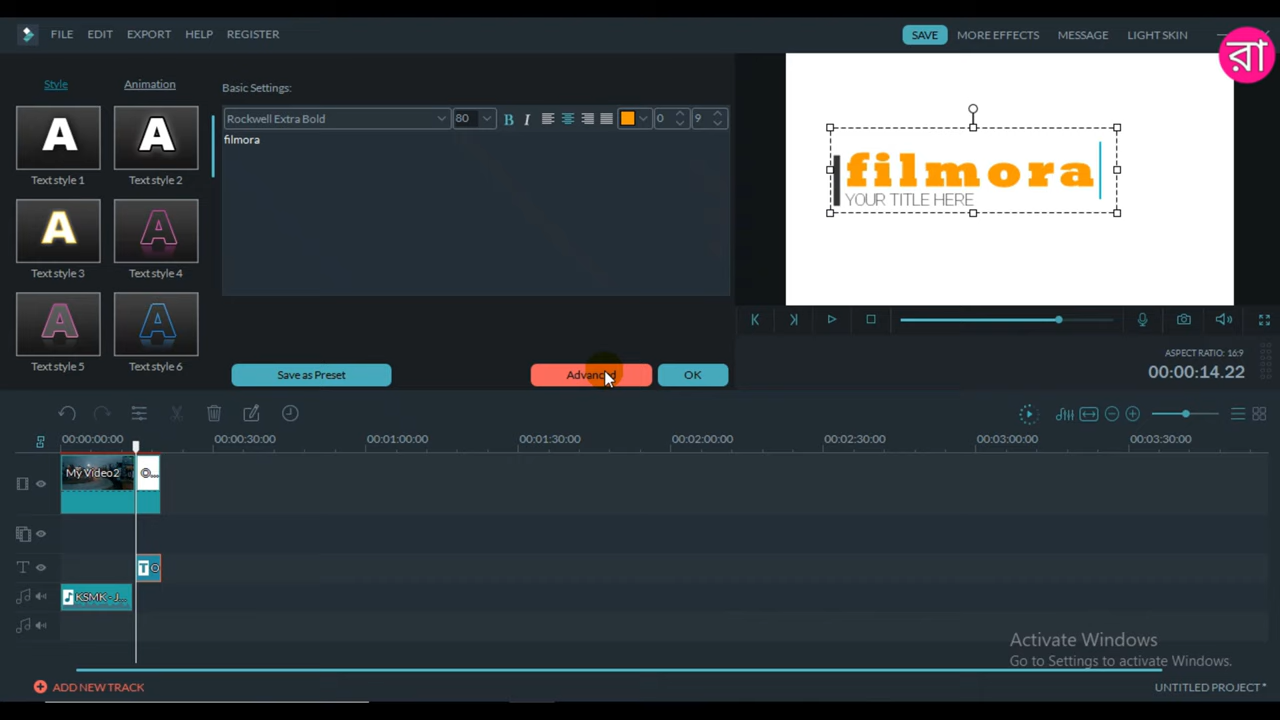 FILE EDIT EXPORT HELP REGISTER SAVE MORE EFFECTS MESSAGE LIGHT SKIN
রা
Style Animation
Basic Settings:
Rockwell Extra Bold 80 B I 0 9
filmora
Text style 1 Text style 2
Text style 3 Text style 4
Text style 5 Text style 6
filmora
YOUR TITLE HERE
Save as Preset Advanced OK
ASPECT RATIO: 16:9
00:00:14.22
00:00:00:00 00:00:30:00 00:01:00:00 00:01:30:00 00:02:00:00 00:02:30:00 00:03:00:00 00:03:30:00
My Video2 O...
T O
KSMK - J...
Activate Windows
Go to Settings to activate Windows.
ADD NEW TRACK UNTITLED PROJECT *